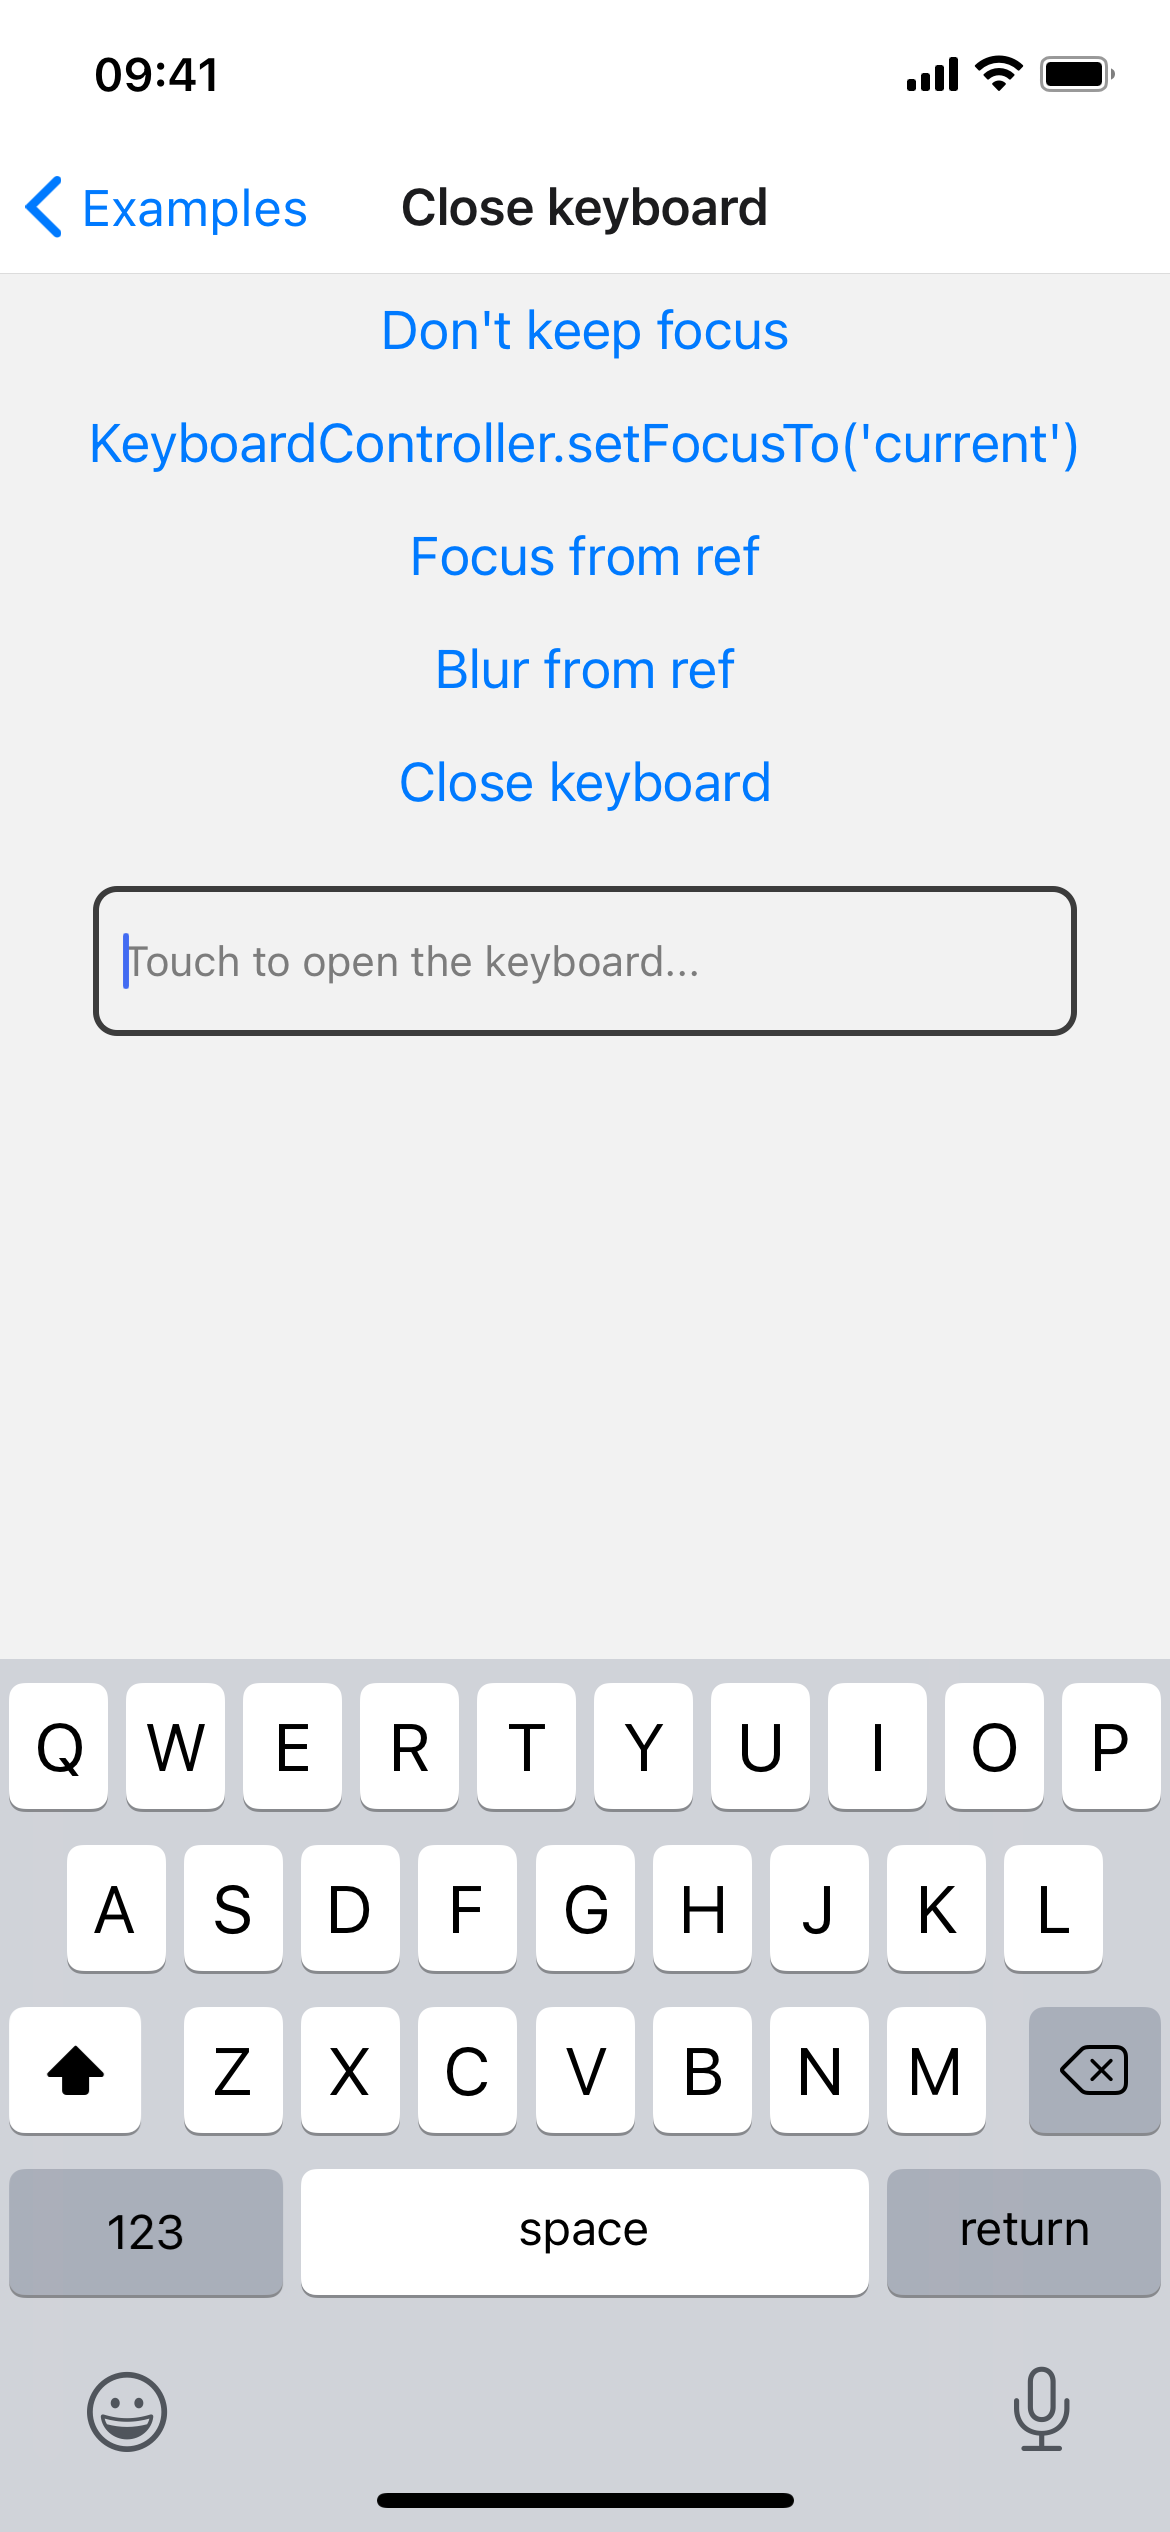 09:41
Examples
Close keyboard
Don't keep focus
KeyboardController.setFocusTo('current')
Focus from ref
Blur from ref
Close keyboard
Touch to open the keyboard...
Q W E R T Y U I O P
A S D F G H J K L
Z X C V B N M
123 space return